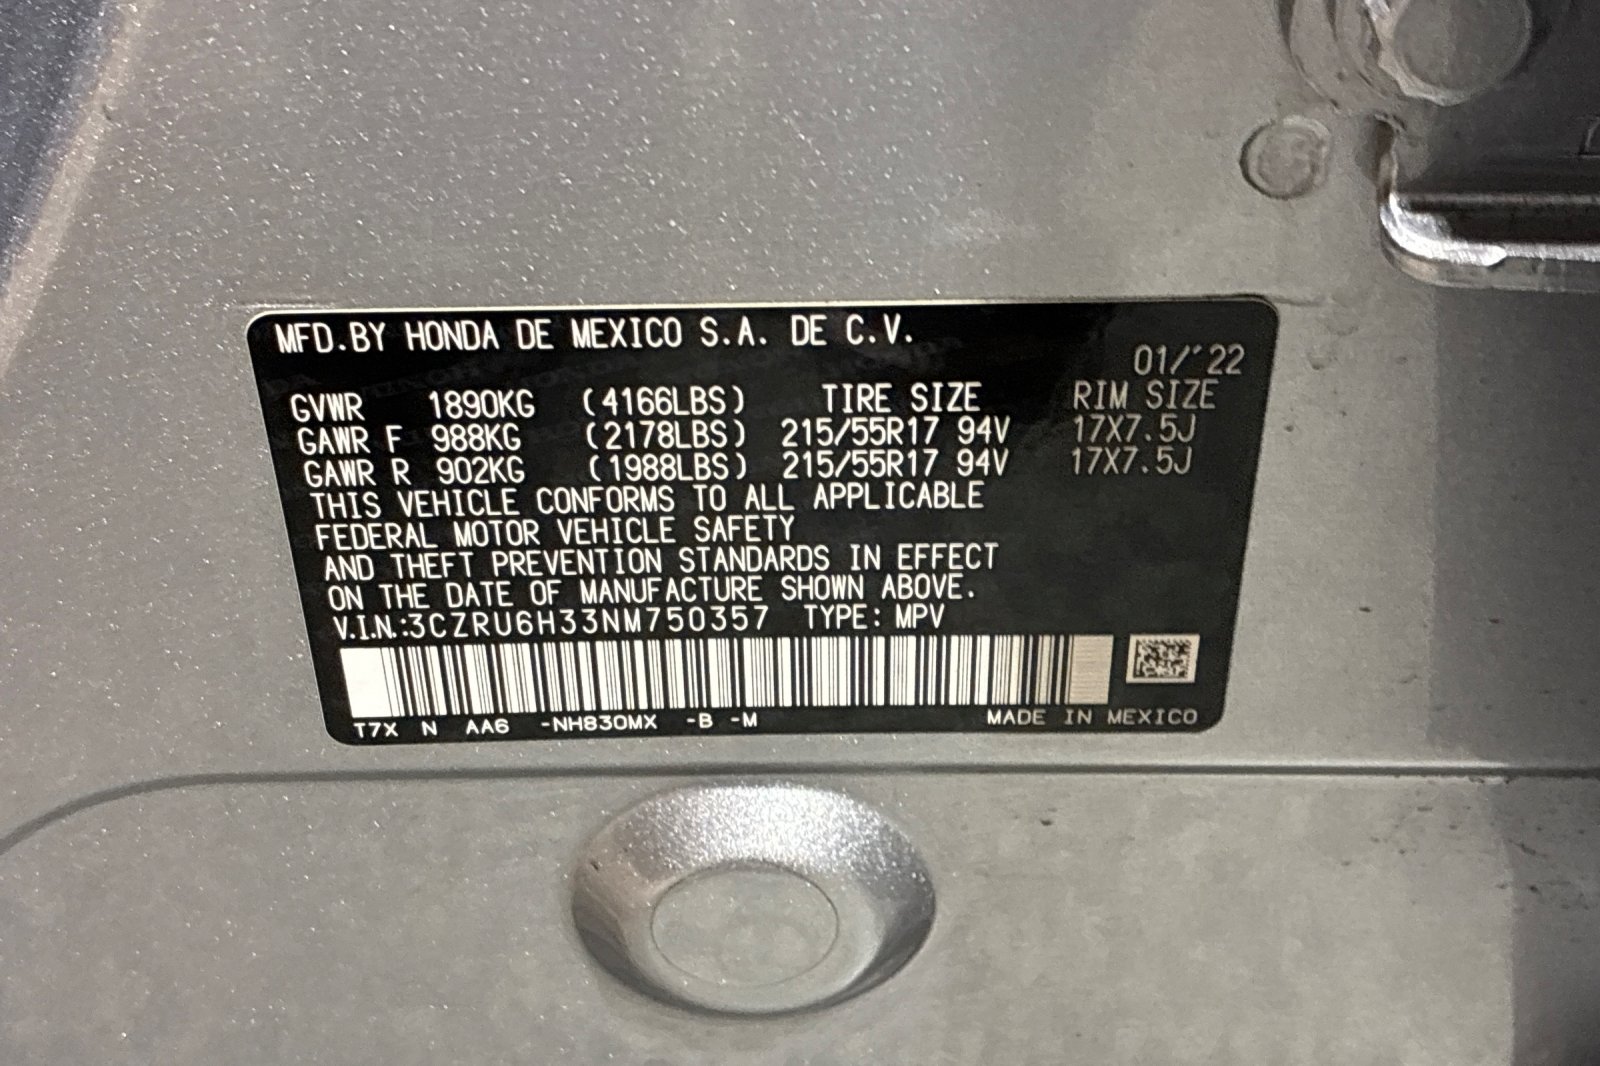 MFD.BY HONDA DE MEXICO S.A. DE C.V.
01/'22
GVWR 1890KG (4166LBS) TIRE SIZE RIM SIZE
GAWR F 988KG (2178LBS) 215/55R17 94V 17X7.5J
GAWR R 902KG (1988LBS) 215/55R17 94V 17X7.5J
THIS VEHICLE CONFORMS TO ALL APPLICABLE
FEDERAL MOTOR VEHICLE SAFETY
AND THEFT PREVENTION STANDARDS IN EFFECT
ON THE DATE OF MANUFACTURE SHOWN ABOVE.
V.I.N.:3CZRU6H33NM750357 TYPE: MPV
T7X N AA6 -NH830MX -B -M MADE IN MEXICO